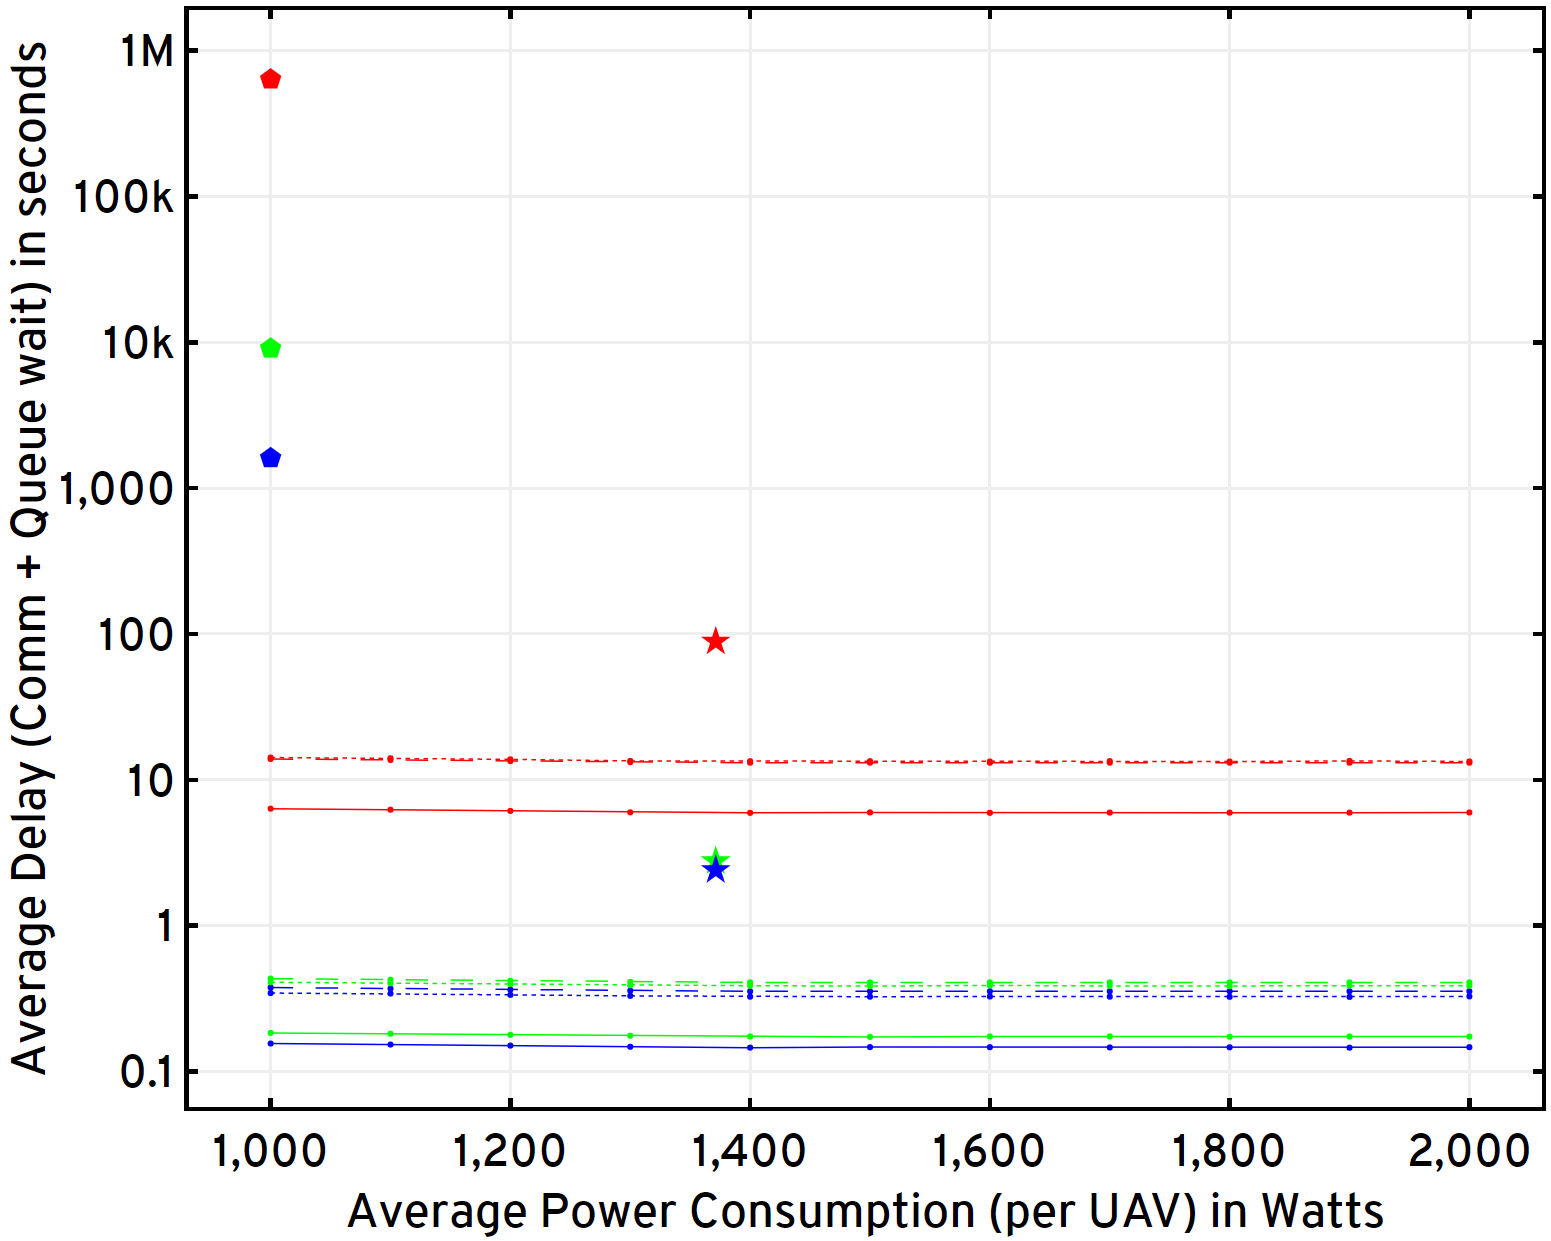 Average Delay (Comm + Queue wait) in seconds
1M
100k
10k
1,000
100
10
1
0.1
1,000 1,200 1,400 1,600 1,800 2,000
Average Power Consumption (per UAV) in Watts